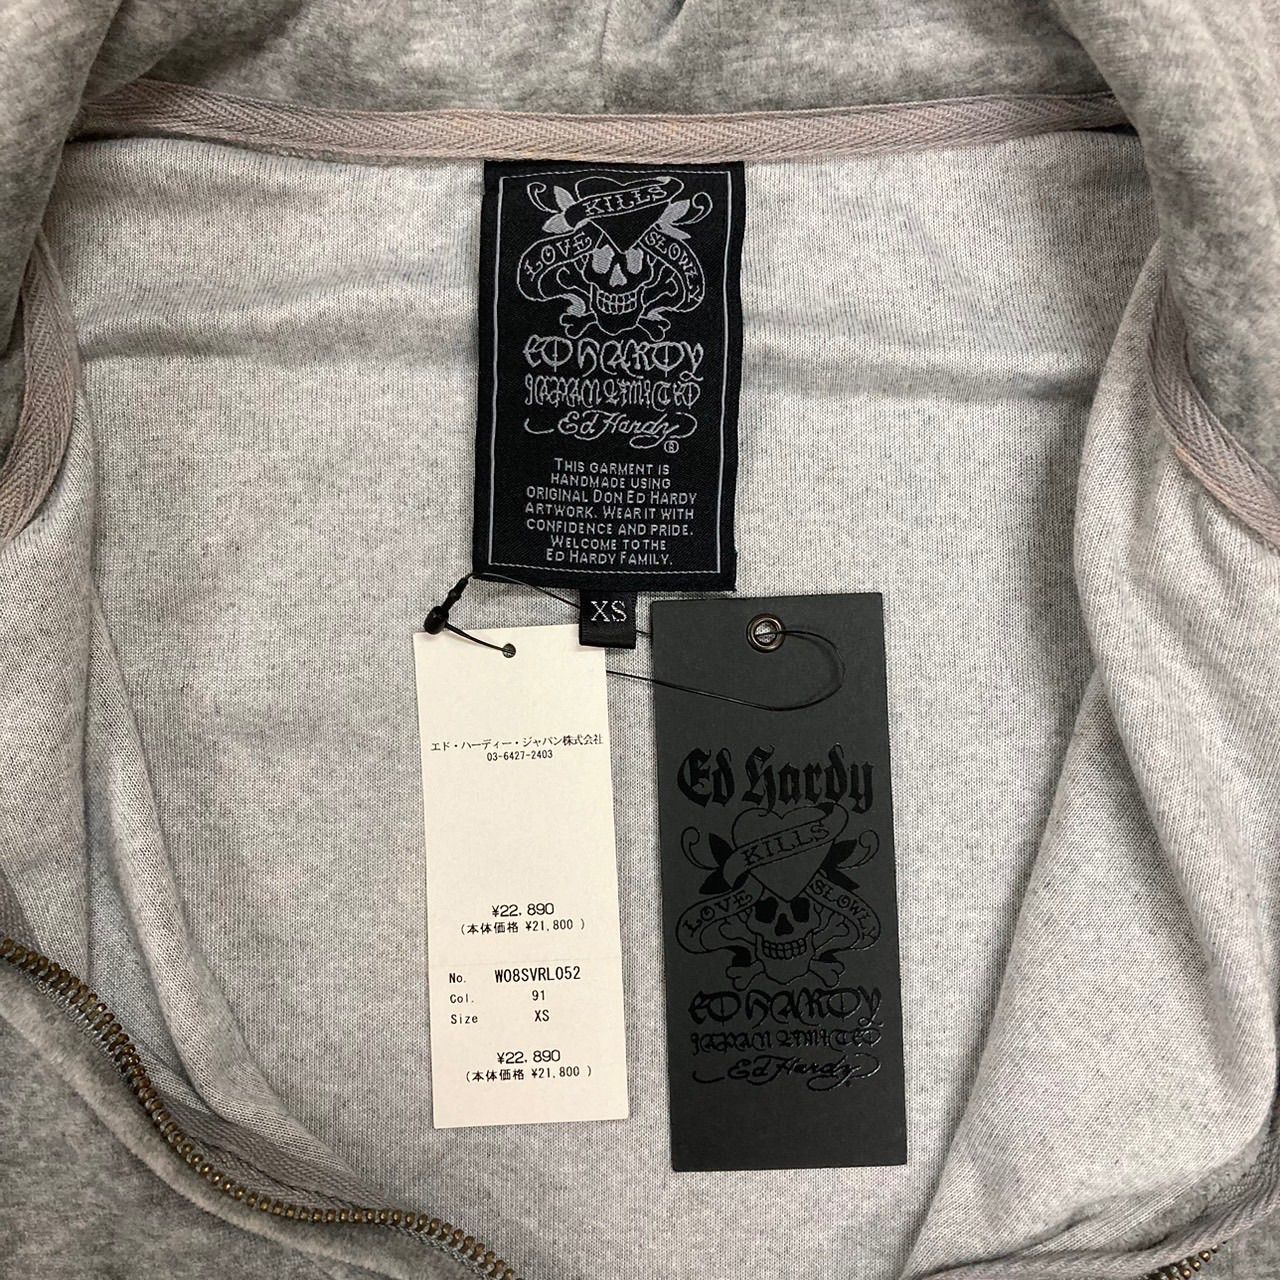 KILLS
LOVE SLOWLY
ED HARDY
JAPAN LIMITED
Ed Hardy®
THIS GARMENT IS
HANDMADE USING
ORIGINAL DON ED HARDY
ARTWORK. WEAR IT WITH
CONFIDENCE AND PRIDE.
WELCOME TO THE
ED HARDY FAMILY.
XS
エド・ハーディー・ジャパン株式会社
03-6427-2403
¥22,890
(本体価格 ¥21,800 )
No. W08SVRL052
Col. 91
Size XS
¥22,890
(本体価格 ¥21,800 )
Ed Hardy
KILLS
LOVE SLOWLY
ED HARDY
JAPAN LIMITED
Ed Hardy